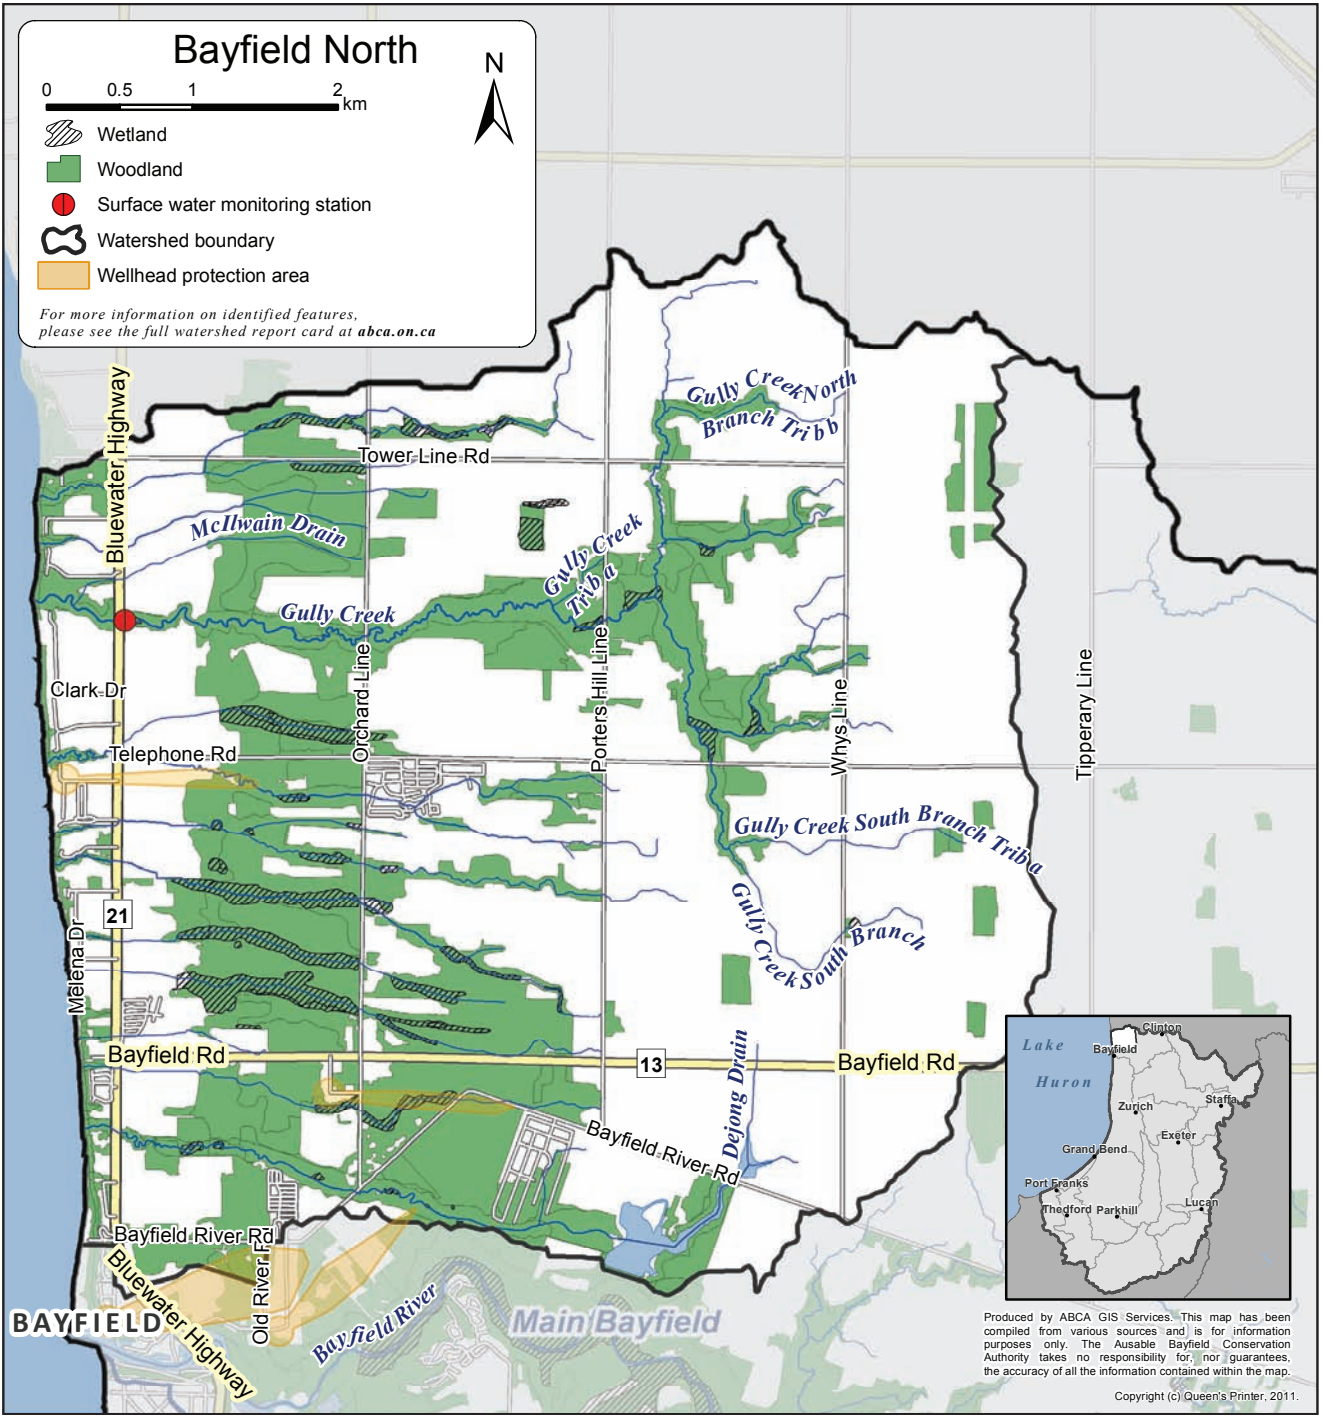 Bayfield North
N
0 0.5 1 2
km
Wetland
Woodland
Surface water monitoring station
Watershed boundary
Wellhead protection area
For more information on identified features,
please see the full watershed report card at abca.on.ca
Bluewater Highway
Gully Creek North
Branch Trib b
Tower Line Rd
McIlwain Drain
Gully Creek
Trib a
Gully Creek
Orchard Line
Porters Hill Line
Clark Dr
Whys Line
Tipperary Line
Telephone Rd
Gully Creek South Branch Trib a
Gully Creek South Branch
21
Melena Dr
Bayfield Rd
13
Bayfield Rd
Dejong Drain
Bayfield River Rd
Bayfield River Rd
Bluewater Highway
BAYFIELD
Bayfield River
Main Bayfield
Lake
Huron
Clinton
Bayfield
Zurich
Staffa
Exeter
Grand Bend
Port Franks
Thedford
Parkhill
Lucan
Produced by ABCA GIS Services. This map has been
compiled from various sources and is for information
purposes only. The Ausable Bayfield Conservation
Authority takes no responsibility for, nor guarantees,
the accuracy of all the information contained within the map.
Copyright (c) Queen's Printer, 2011.
Old River